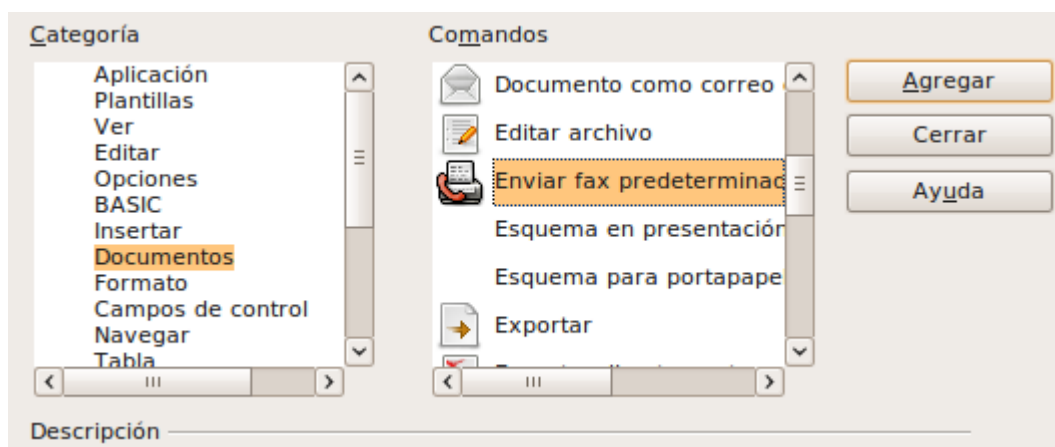 Categoría
Aplicación
Plantillas
Ver
Editar
Opciones
BASIC
Insertar
Documentos
Formato
Campos de control
Navegar
Tabla
Comandos
Documento como correo
Editar archivo
Enviar fax predeterminad
Esquema en presentación
Esquema para portapape
Exportar
Agregar
Cerrar
Ayuda
Descripción